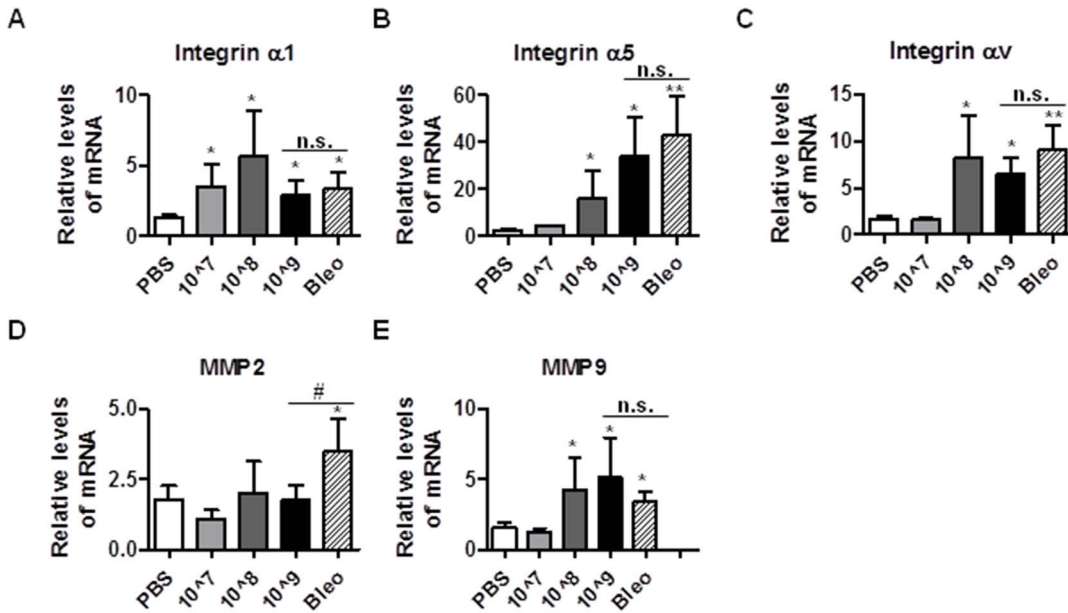 A
Integrin α1
Relative levels
of mRNA
10
5
0
*
*
n.s.
*
*
PBS
10^7
10^8
10^9
Bleo
B
Integrin α5
Relative levels
of mRNA
60
40
20
0
n.s.
*
*
**
PBS
10^7
10^8
10^9
Bleo
C
Integrin αv
Relative levels
of mRNA
15
10
5
0
n.s.
*
*
**
PBS
10^7
10^8
10^9
Bleo
D
MMP2
Relative levels
of mRNA
5.0
2.5
0.0
#
*
PBS
10^7
10^8
10^9
Bleo
E
MMP9
Relative levels
of mRNA
10
5
0
n.s.
*
*
*
PBS
10^7
10^8
10^9
Bleo